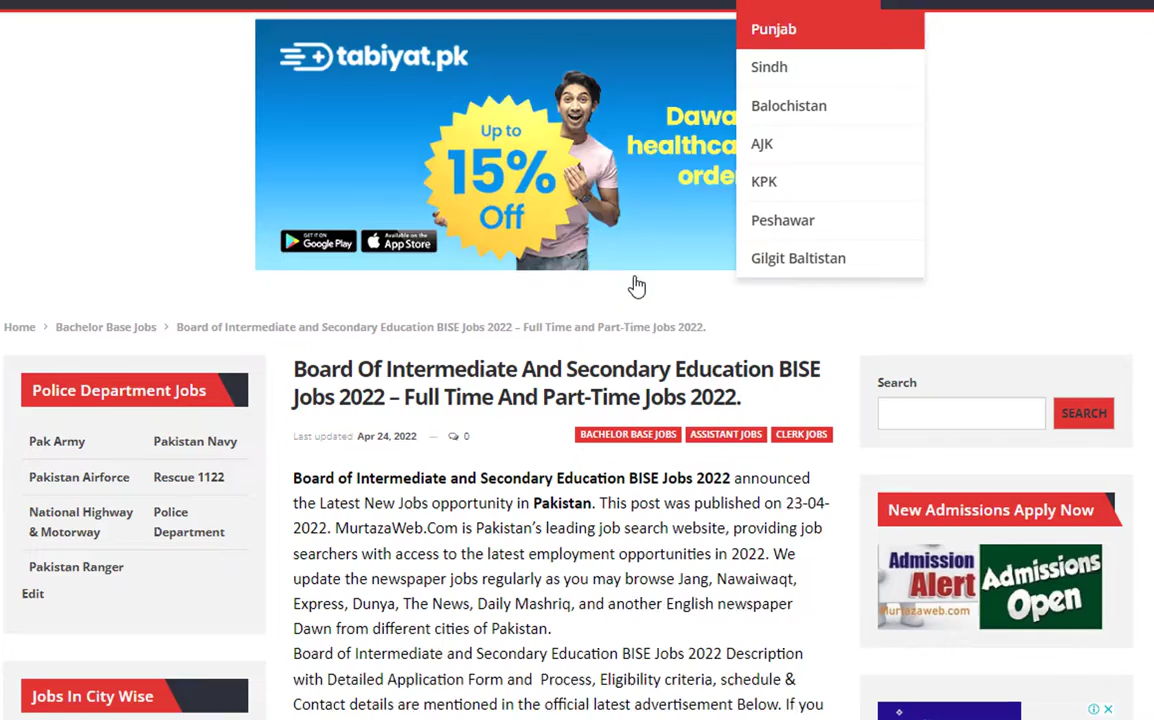 Punjab
Sindh
Balochistan
AJK
KPK
Peshawar
Gilgit Baltistan
tabiyat.pk
Up to
15%
Off
Dawa
healthca
orde
GET IT ON
Google Play
Available on the
App Store
Home > Bachelor Base Jobs > Board of Intermediate and Secondary Education BISE Jobs 2022 – Full Time and Part-Time Jobs 2022.
Police Department Jobs
Pak Army Pakistan Navy
Pakistan Airforce Rescue 1122
National Highway Police
& Motorway Department
Pakistan Ranger
Edit
Jobs In City Wise
Board Of Intermediate And Secondary Education BISE
Jobs 2022 – Full Time And Part-Time Jobs 2022.
Last updated Apr 24, 2022 — 0
BACHELOR BASE JOBS ASSISTANT JOBS CLERK JOBS
Board of Intermediate and Secondary Education BISE Jobs 2022 announced
the Latest New Jobs opportunity in Pakistan. This post was published on 23-04-
2022. MurtazaWeb.Com is Pakistan’s leading job search website, providing job
searchers with access to the latest employment opportunities in 2022. We
update the newspaper jobs regularly as you may browse Jang, Nawaiwaqt,
Express, Dunya, The News, Daily Mashriq, and another English newspaper
Dawn from different cities of Pakistan.
Board of Intermediate and Secondary Education BISE Jobs 2022 Description
with Detailed Application Form and Process, Eligibility criteria, schedule &
Contact details are mentioned in the official latest advertisement Below. If you
Search
SEARCH
New Admissions Apply Now
Admission
Alert
Murtazaweb.com
Admissions
Open